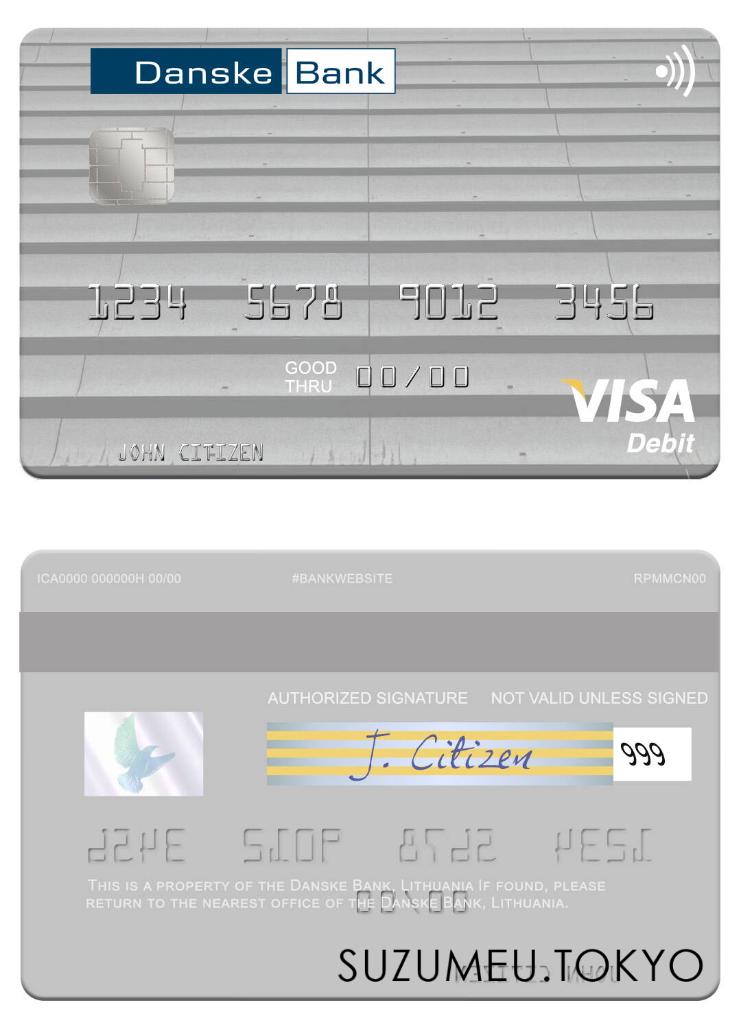 Danske Bank
1234 5678 9012 3456
GOOD THRU 00/00
VISA
Debit
JOHN CITIZEN
ICA0000 000000H 00/00 #BANKWEBSITE RPMMCN00
AUTHORIZED SIGNATURE NOT VALID UNLESS SIGNED
J. Citizen 999
THIS IS A PROPERTY OF THE DANSKE BANK, LITHUANIA IF FOUND, PLEASE
RETURN TO THE NEAREST OFFICE OF THE DANSKE BANK, LITHUANIA.
SUZUMEU.TOKYO